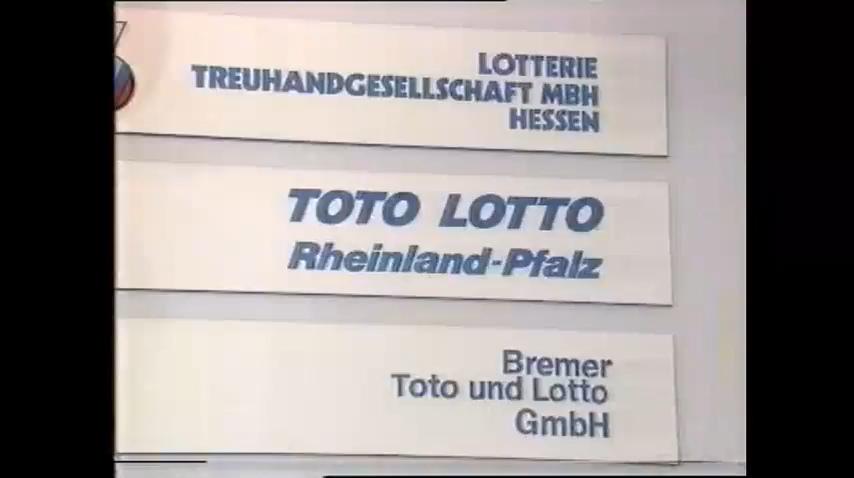 LOTTERIE
TREUHANDGESELLSCHAFT MBH
HESSEN
TOTO LOTTO
Rheinland-Pfalz
Bremer
Toto und Lotto
GmbH